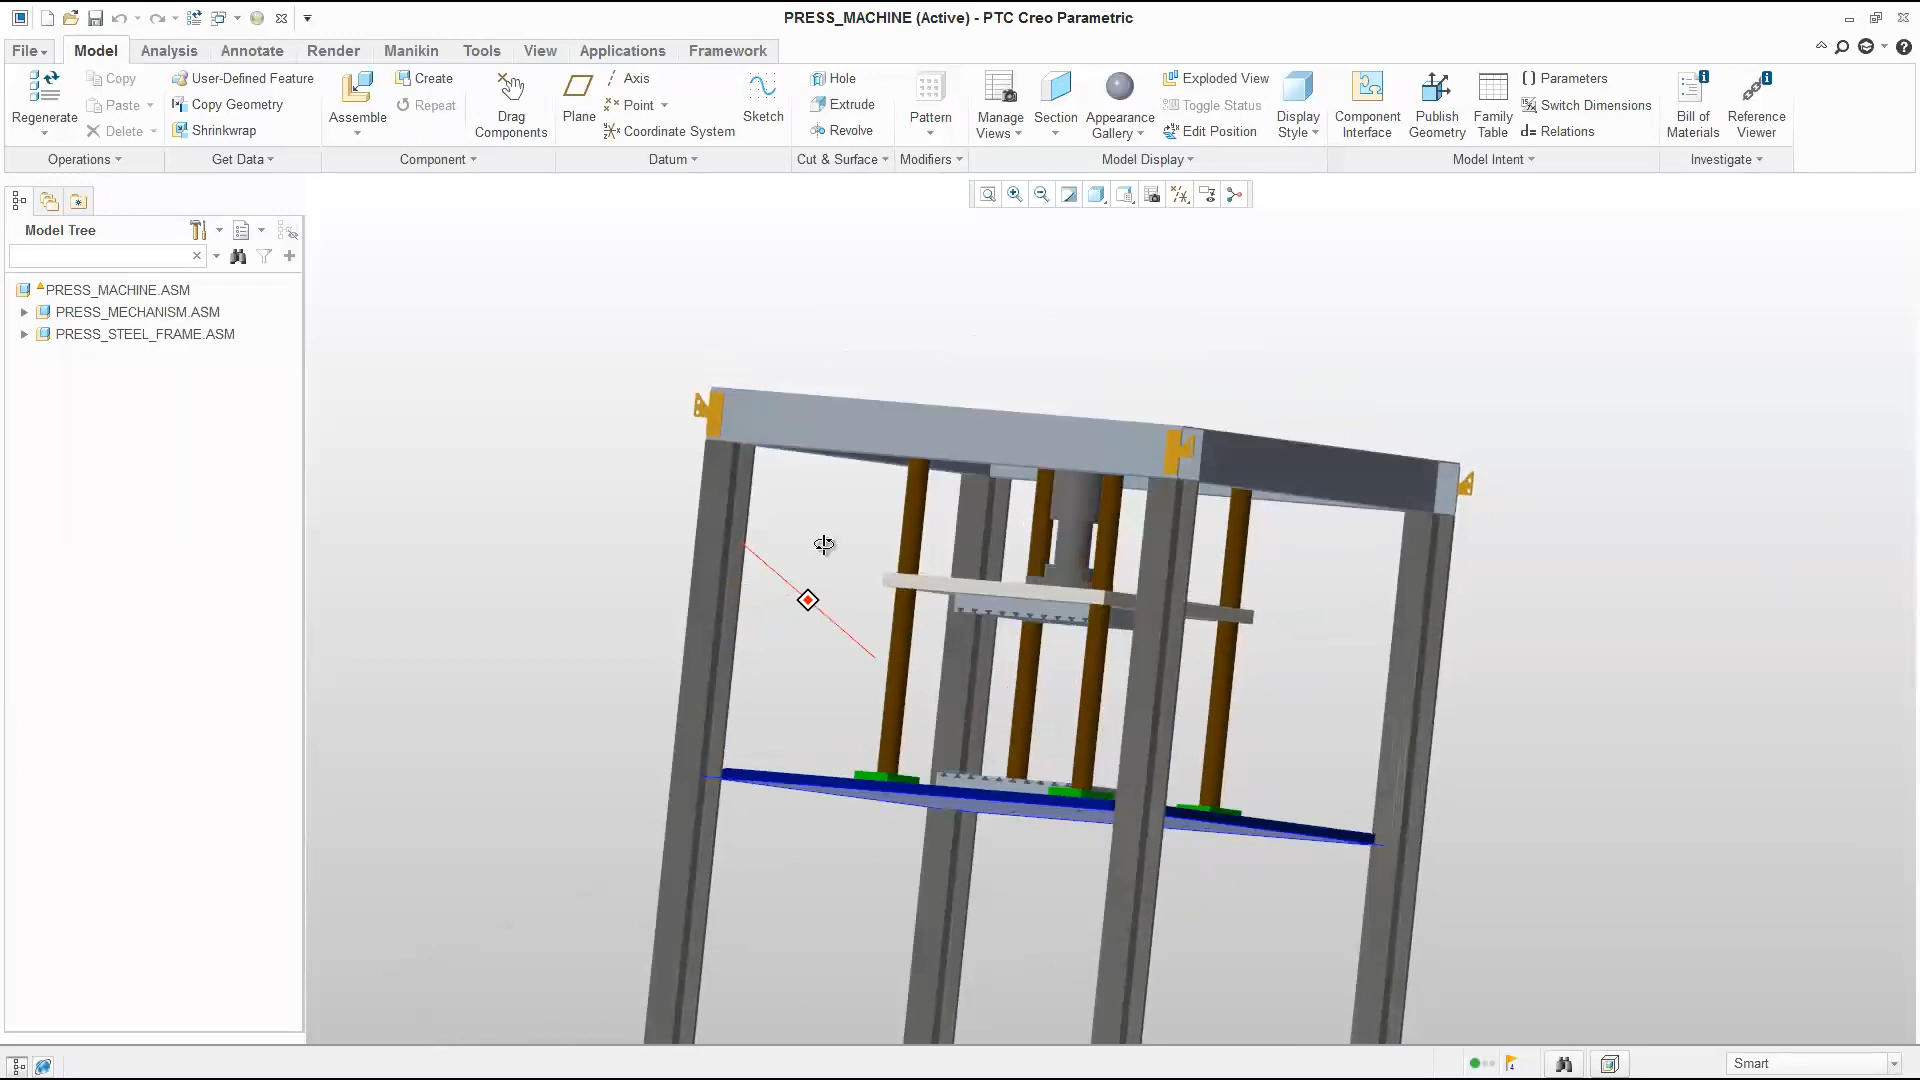 PRESS_MACHINE (Active) - PTC Creo Parametric
File Model Analysis Annotate Render Manikin Tools View Applications Framework
Regenerate
Copy
Paste
Delete
Operations
User-Defined Feature
Copy Geometry
Shrinkwrap
Get Data
Assemble
Create
Repeat
Drag
Components
Component
Plane
Axis
Point
Coordinate System
Sketch
Datum
Hole
Extrude
Revolve
Cut & Surface
Pattern
Modifiers
Manage
Views
Section
Appearance
Gallery
Exploded View
Toggle Status
Edit Position
Display
Style
Model Display
Component
Interface
Publish
Geometry
Family
Table
Parameters
Switch Dimensions
d= Relations
Model Intent
Bill of
Materials
Reference
Viewer
Investigate
Model Tree
PRESS_MACHINE.ASM
PRESS_MECHANISM.ASM
PRESS_STEEL_FRAME.ASM
Smart